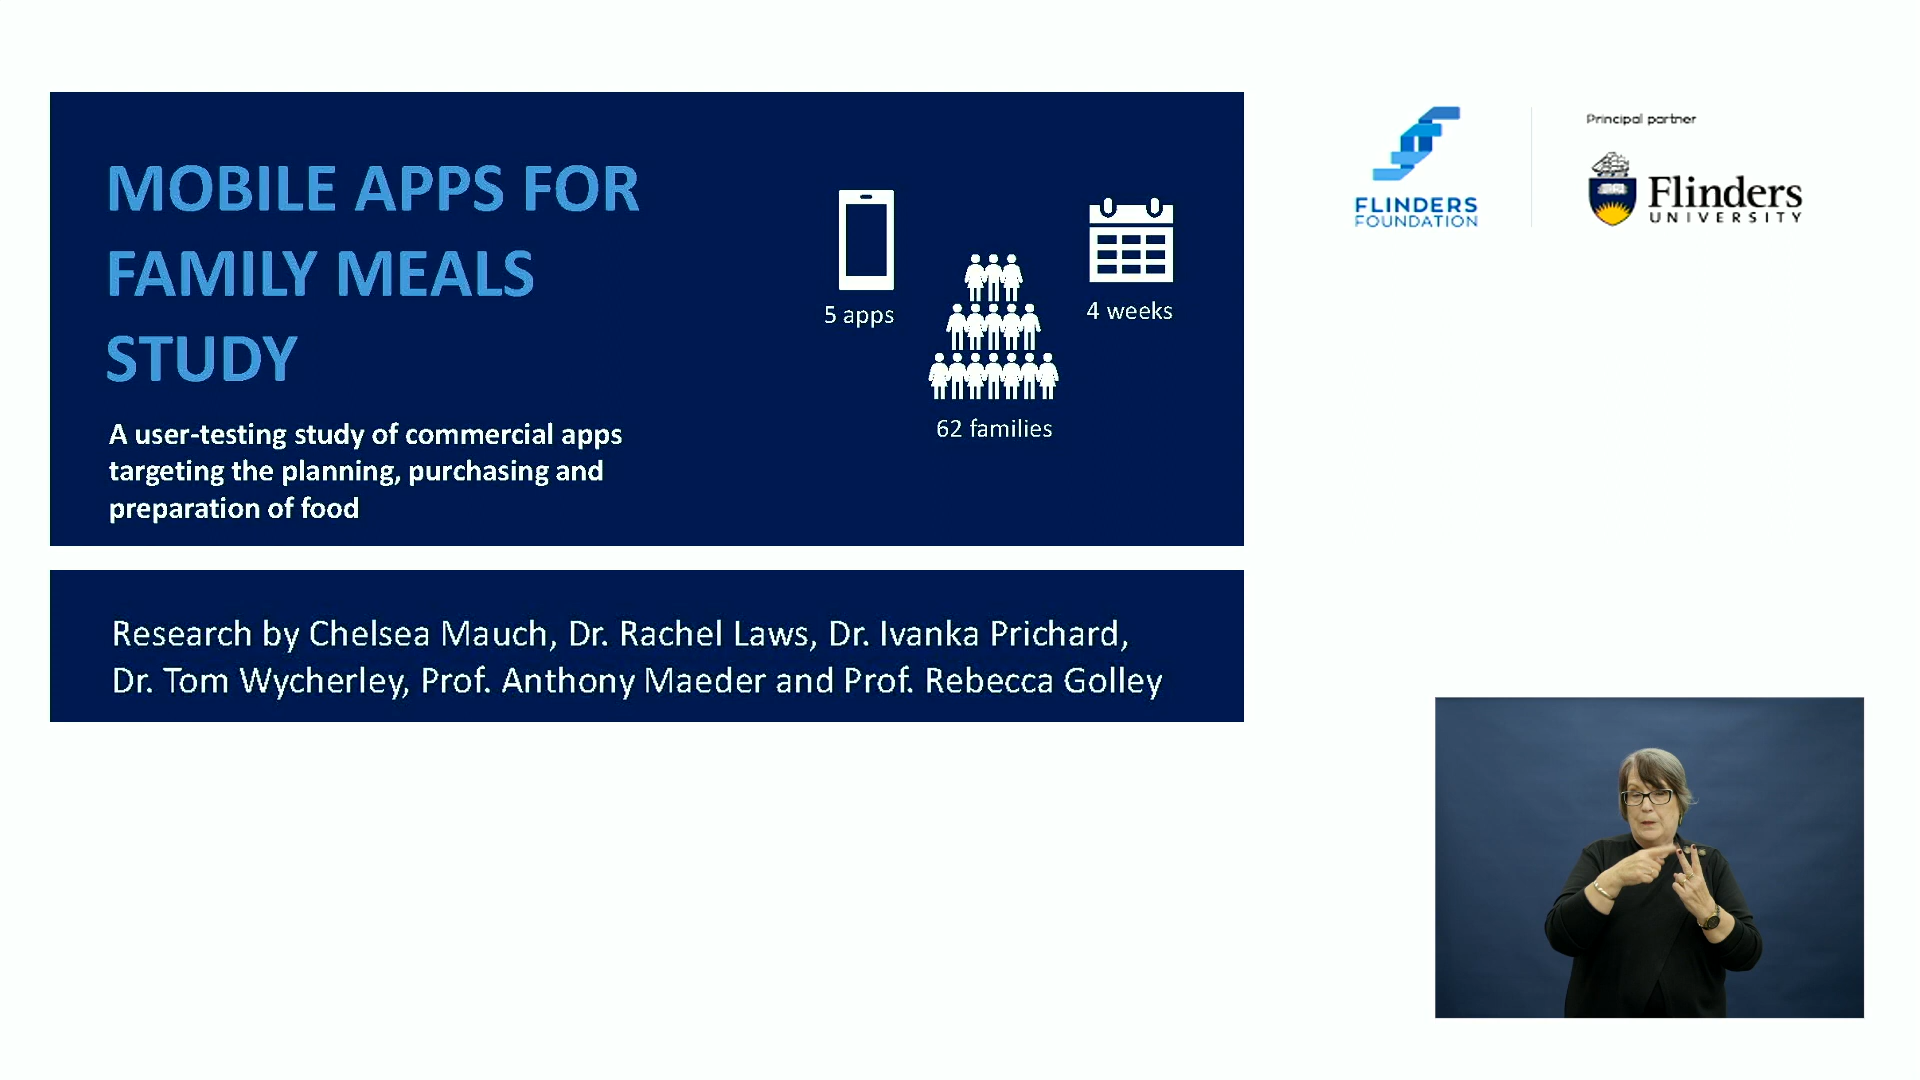 MOBILE APPS FOR
FAMILY MEALS
STUDY
A user-testing study of commercial apps
targeting the planning, purchasing and
preparation of food
5 apps
62 families
4 weeks
Research by Chelsea Mauch, Dr. Rachel Laws, Dr. Ivanka Prichard,
Dr. Tom Wycherley, Prof. Anthony Maeder and Prof. Rebecca Golley
FLINDERS
FOUNDATION
Principal partner
Flinders
UNIVERSITY